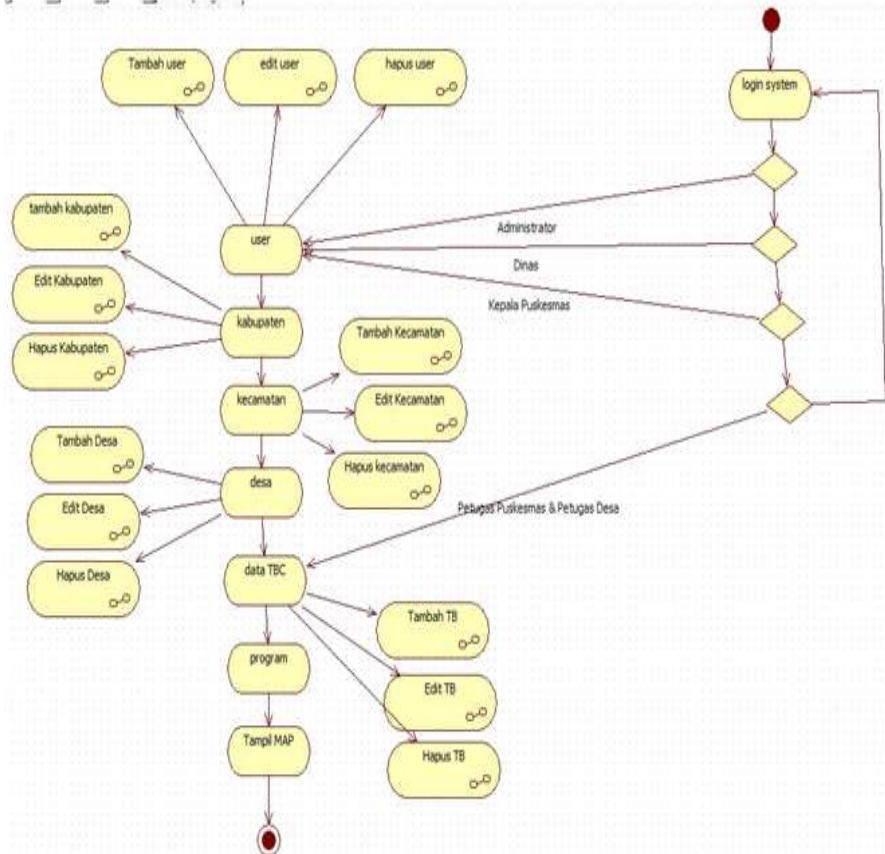 Tambah user
edit user
hapus user
login system
tambah kabupaten
Administrator
user
Dinas
Edit Kabupaten
Kepala Puskesmas
kabupaten
Tambah Kecamatan
Hapus Kabupaten
kecamatan
Edit Kecamatan
Tambah Desa
Hapus kecamatan
desa
Edit Desa
Petugas Puskesmas & Petugas Desa
Hapus Desa
data TBC
Tambah TB
program
Edit TB
Tampil MAP
Hapus TB